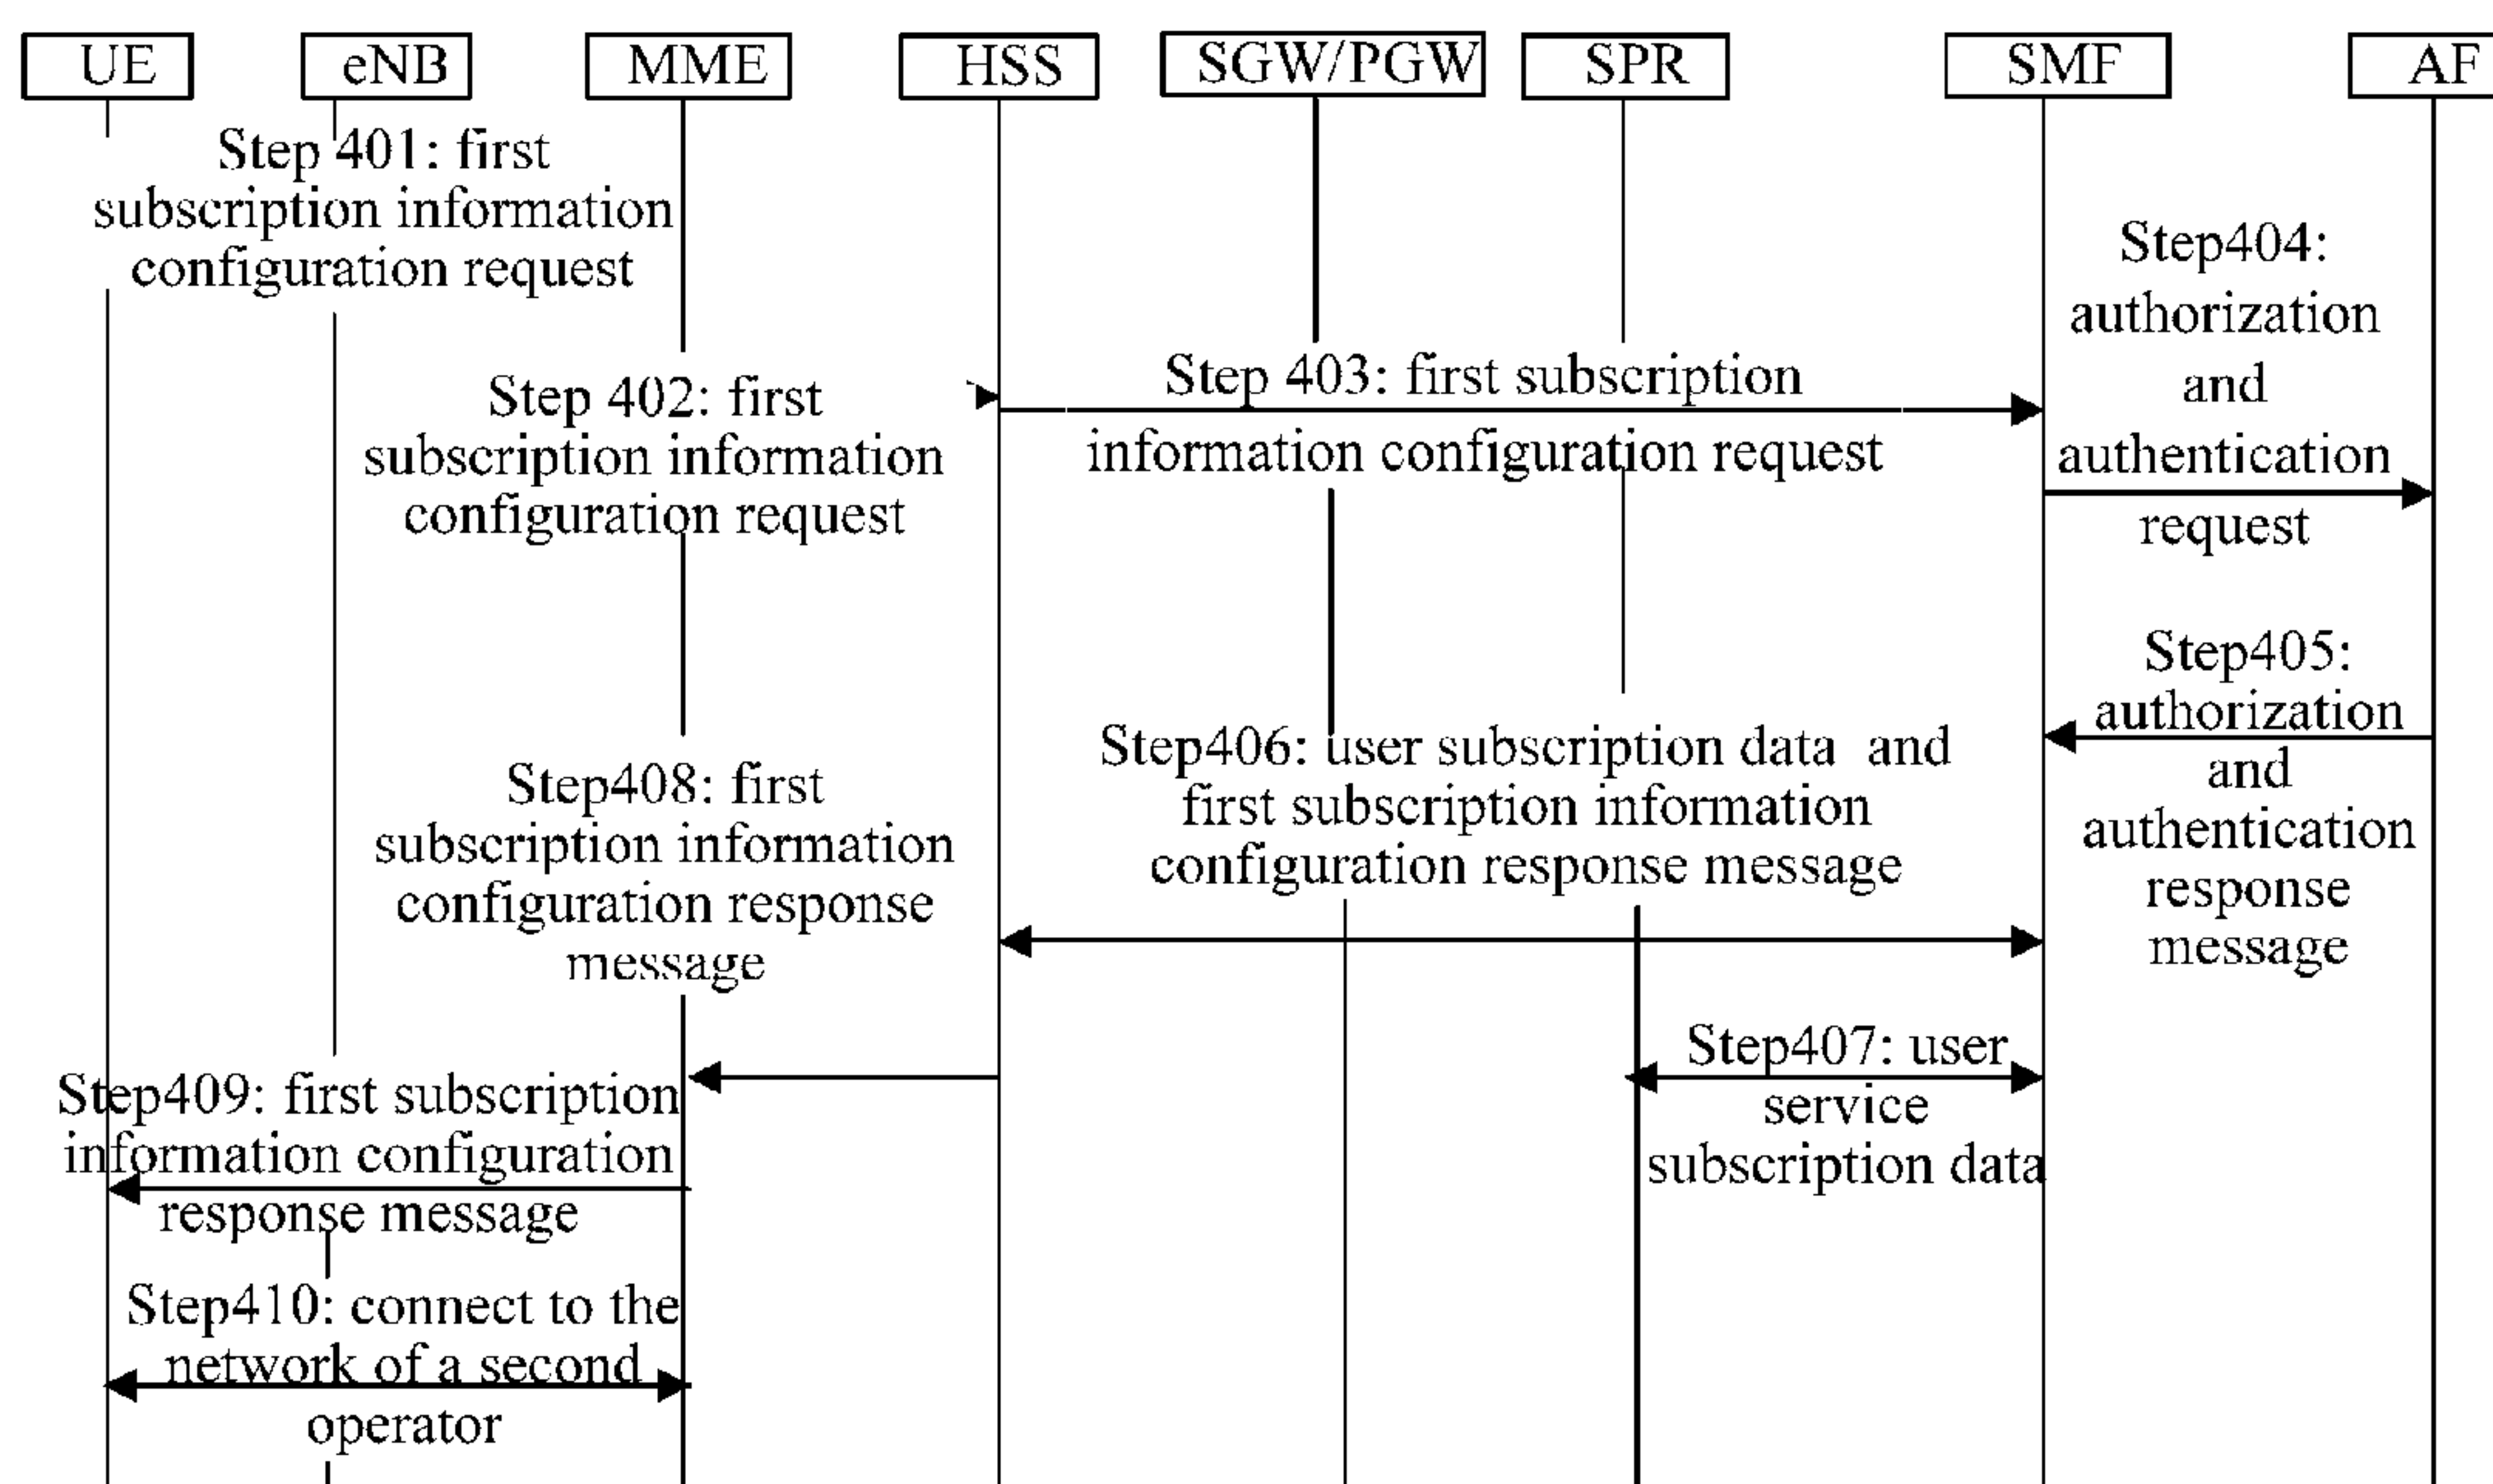 UE
eNB
MME
HSS
SGW/PGW
SPR
SMF
AF
Step 401: first
subscription information
configuration request
Step 402: first
subscription information
configuration request
Step 403: first subscription
information configuration request
Step404:
authorization
and
authentication
request
Step405:
authorization
and
authentication
response
message
Step406: user subscription data and
first subscription information
configuration response message
Step407: user
service
subscription data
Step408: first
subscription information
configuration response
message
Step409: first subscription
information configuration
response message
Step410: connect to the
network of a second
operator